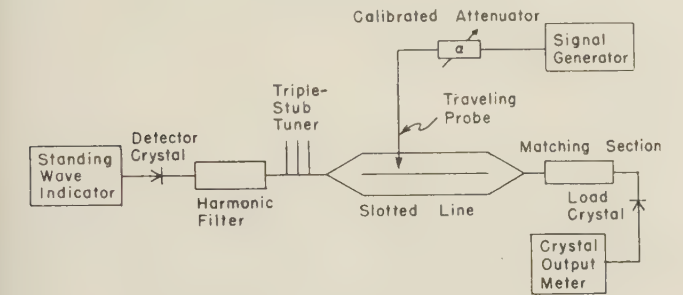 Calibrated Attenuator
α
Signal
Generator
Triple-
Stub
Tuner
Traveling
Probe
Detector
Crystal
Matching Section
Standing
Wave
Indicator
Harmonic
Filter
Slotted Line
Load
Crystal
Crystal
Output
Meter